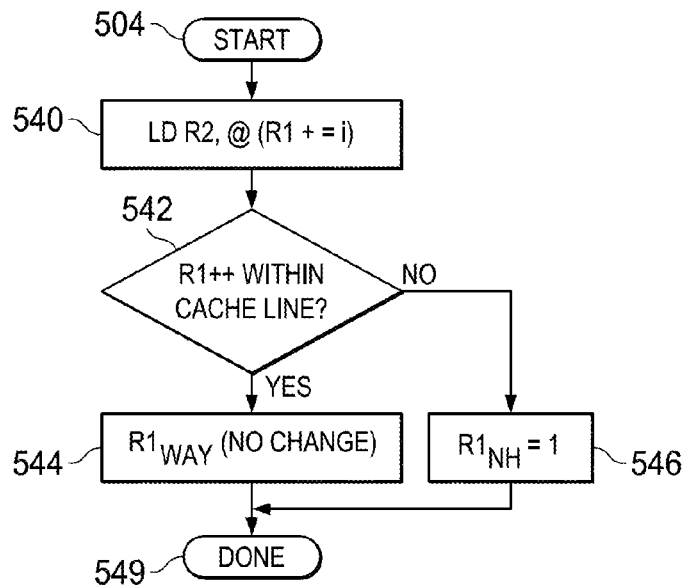 504
START
540
LD R2, @ (R1 + = i)
542
R1++ WITHIN
CACHE LINE?
NO
YES
544
R1WAY (NO CHANGE)
R1NH = 1
546
549
DONE